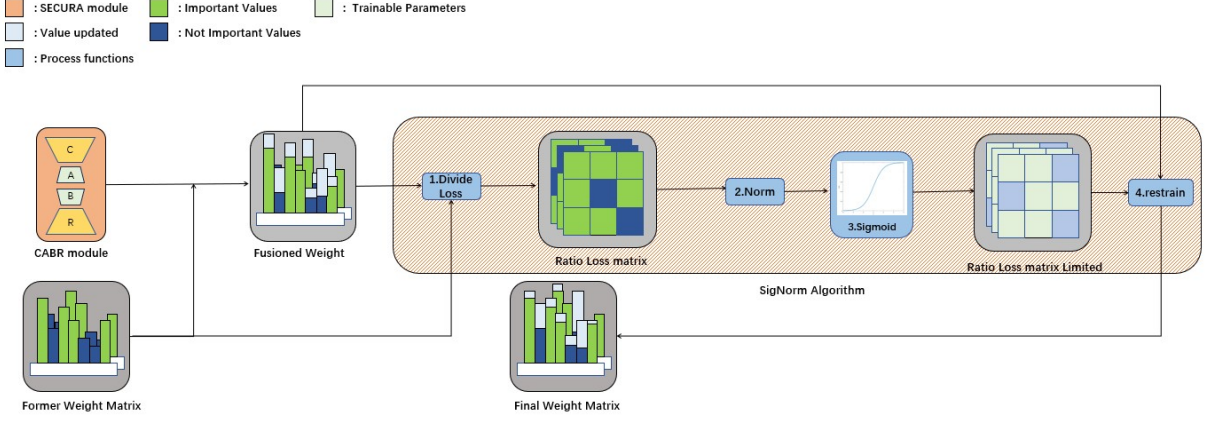 : SECURA module
: Important Values
: Trainable Parameters
: Value updated
: Not Important Values
: Process functions
C
A
B
R
CABR module
Fusioned Weight
1.Divide
Loss
Ratio Loss matrix
2.Norm
3.Sigmoid
Ratio Loss matrix Limited
4.restrain
SigNorm Algorithm
Former Weight Matrix
Final Weight Matrix